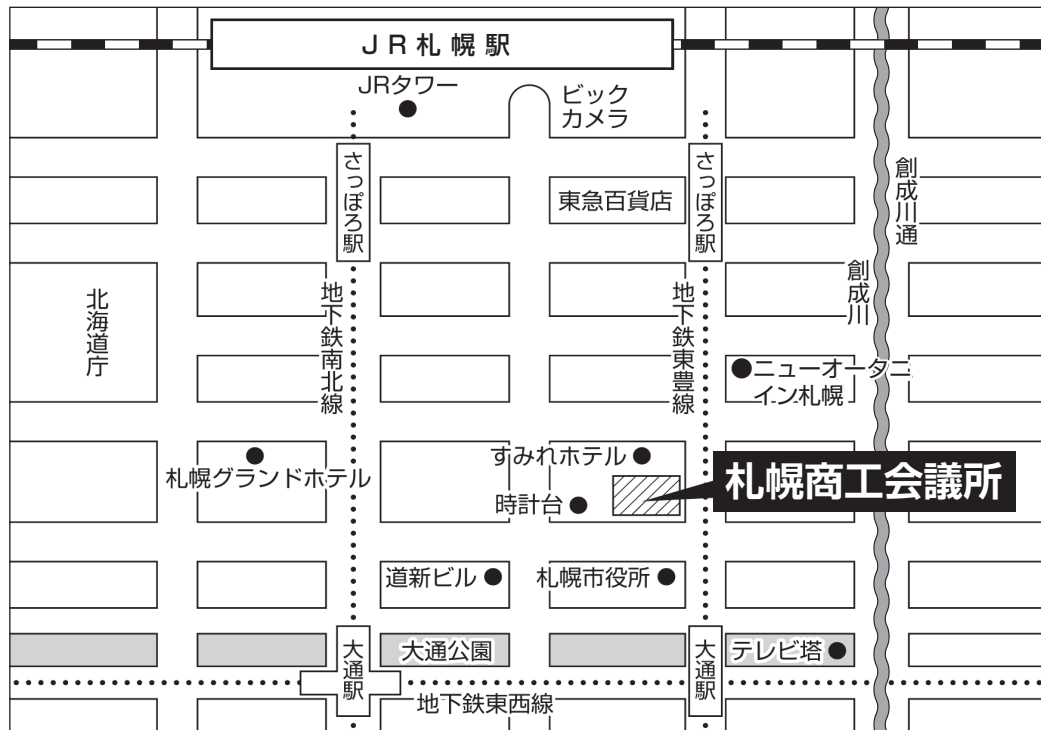 JR札幌駅
JRタワー
ビック
カメラ
さっぽろ駅
さっぽろ駅
東急百貨店
創成川通
創成川
北海道庁
地下鉄南北線
地下鉄東豊線
ニューオータニ
イン札幌
札幌グランドホテル
すみれホテル
札幌商工会議所
時計台
道新ビル
札幌市役所
大通駅
大通公園
大通駅
テレビ塔
地下鉄東西線